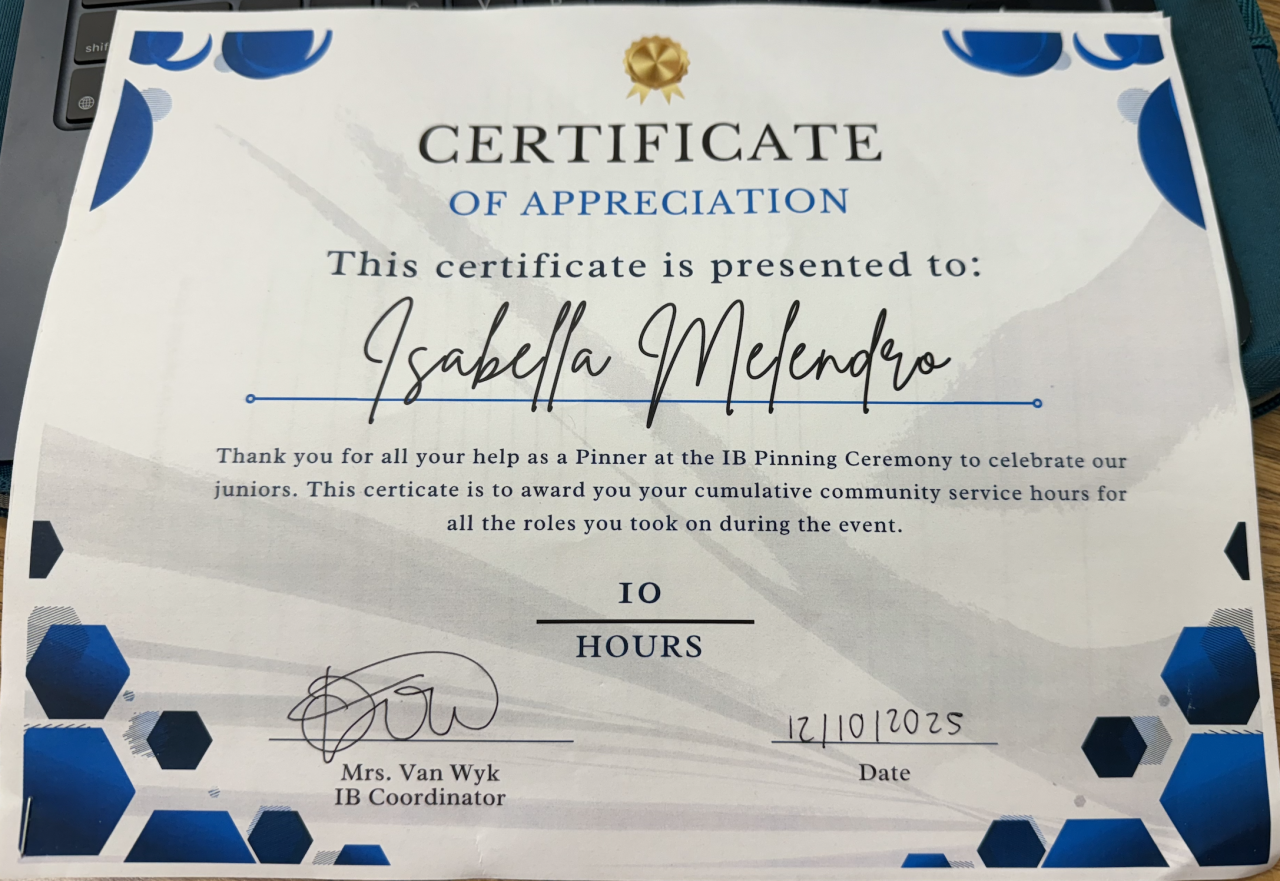 shift
CERTIFICATE
OF APPRECIATION
This certificate is presented to:
Isabella Melendro
Thank you for all your help as a Pinner at the IB Pinning Ceremony to celebrate our
juniors. This certicate is to award you your cumulative community service hours for
all the roles you took on during the event.
10
HOURS
12/10/2025
Mrs. Van Wyk
IB Coordinator
Date